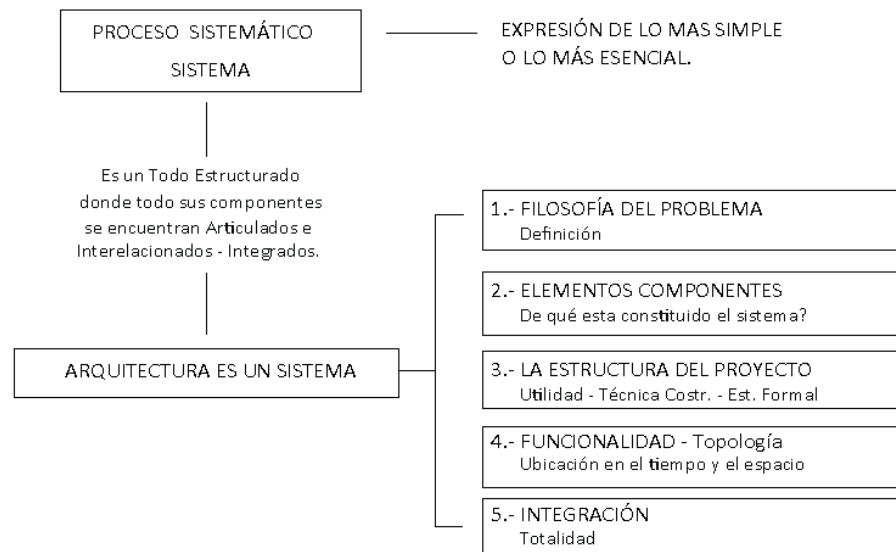 PROCESO SISTEMÁTICO
SISTEMA
EXPRESIÓN DE LO MAS SIMPLE
O LO MÁS ESENCIAL.
Es un Todo Estructurado
donde todo sus componentes
se encuentran Articulados e
Interelacionados - Integrados.
ARQUITECTURA ES UN SISTEMA
1.- FILOSOFÍA DEL PROBLEMA
Definición
2.- ELEMENTOS COMPONENTES
De qué esta constituido el sistema?
3.- LA ESTRUCTURA DEL PROYECTO
Utilidad - Técnica Costr. - Est. Formal
4.- FUNCIONALIDAD - Topología
Ubicación en el tiempo y el espacio
5.- INTEGRACIÓN
Totalidad